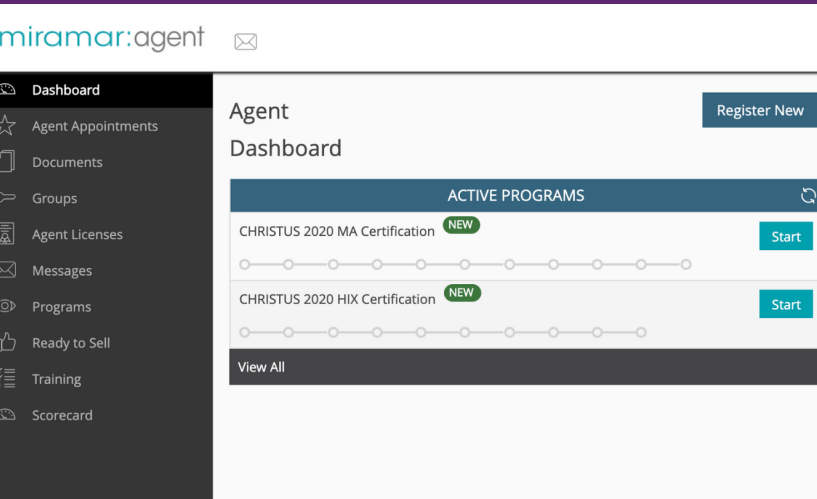 miramar:agent
Dashboard
Agent Appointments
Documents
Groups
Agent Licenses
Messages
Programs
Ready to Sell
Training
Scorecard
Agent
Dashboard
Register New
ACTIVE PROGRAMS
CHRISTUS 2020 MA Certification NEW
Start
CHRISTUS 2020 HIX Certification NEW
Start
View All